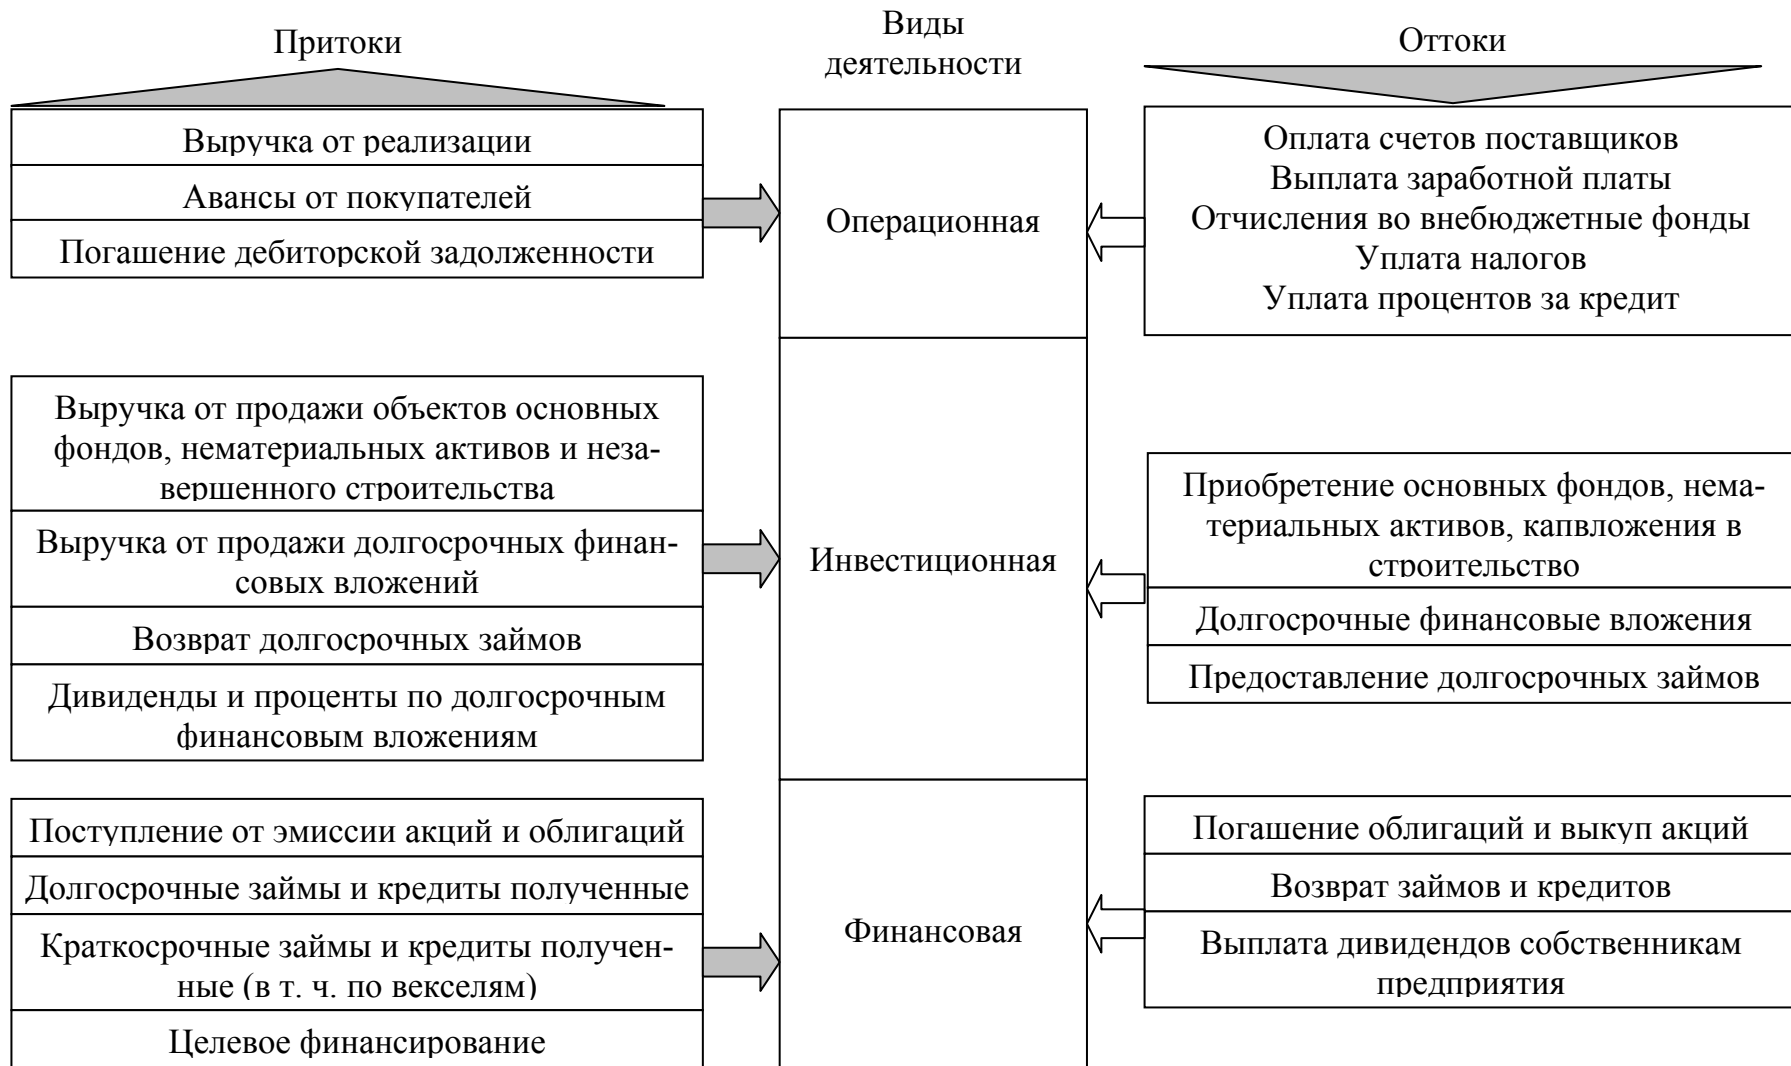 Притоки
Виды
деятельности
Оттоки
Выручка от реализации
Авансы от покупателей
Погашение дебиторской задолженности
Операционная
Оплата счетов поставщиков
Выплата заработной платы
Отчисления во внебюджетные фонды
Уплата налогов
Уплата процентов за кредит
Выручка от продажи объектов основных
фондов, нематериальных активов и неза-
вершенного строительства
Выручка от продажи долгосрочных финан-
совых вложений
Возврат долгосрочных займов
Дивиденды и проценты по долгосрочным
финансовым вложениям
Инвестиционная
Приобретение основных фондов, нема-
териальных активов, капвложения в
строительство
Долгосрочные финансовые вложения
Предоставление долгосрочных займов
Поступление от эмиссии акций и облигаций
Долгосрочные займы и кредиты полученные
Краткосрочные займы и кредиты получен-
ные (в т. ч. по векселям)
Целевое финансирование
Финансовая
Погашение облигаций и выкуп акций
Возврат займов и кредитов
Выплата дивидендов собственникам
предприятия